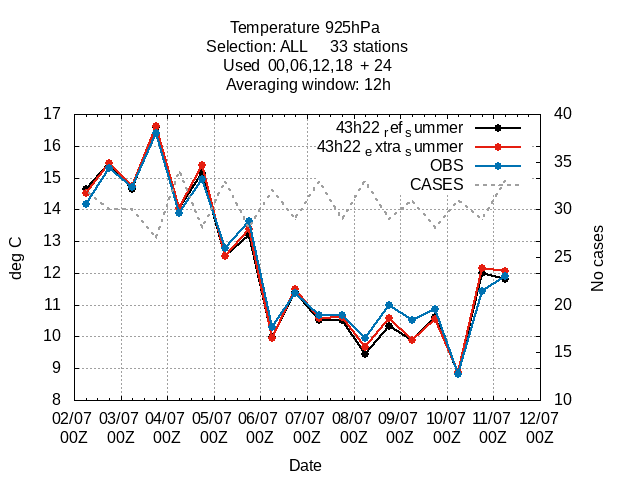 Temperature 925hPa
Selection: ALL 33 stations
Used 00,06,12,18 + 24
Averaging window: 12h
17 40
43h22 ref summer
16
43h22 extra summer
35
OBS
15
CASES
14 30
13
deg C
No cases
25
12
11 20
10
15
9
8 10
02/07 03/07 04/07 05/07 06/07 07/07 08/07 09/07 10/07 11/07 12/07
00Z 00Z 00Z 00Z 00Z 00Z 00Z 00Z 00Z 00Z 00Z
Date